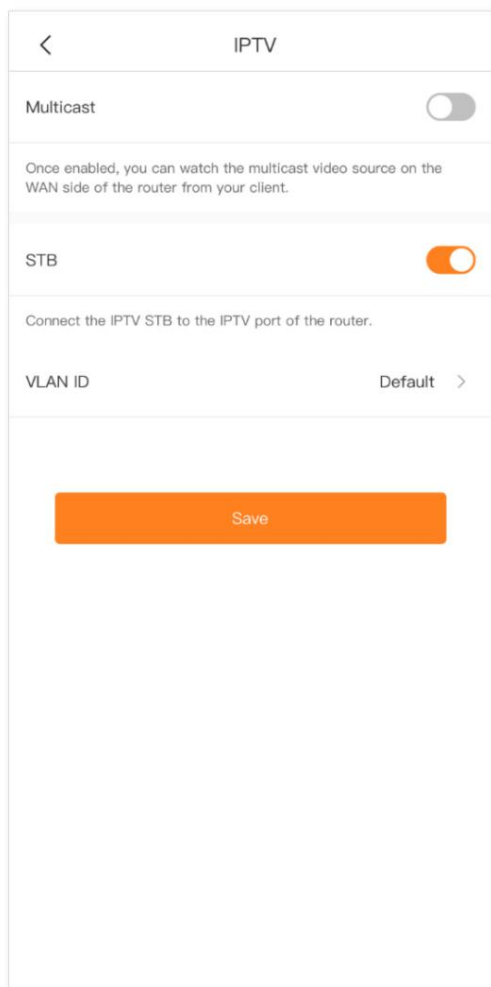 IPTV
Multicast
Once enabled, you can watch the multicast video source on the
WAN side of the router from your client.
STB
Connect the IPTV STB to the IPTV port of the router.
VLAN ID Default
Save